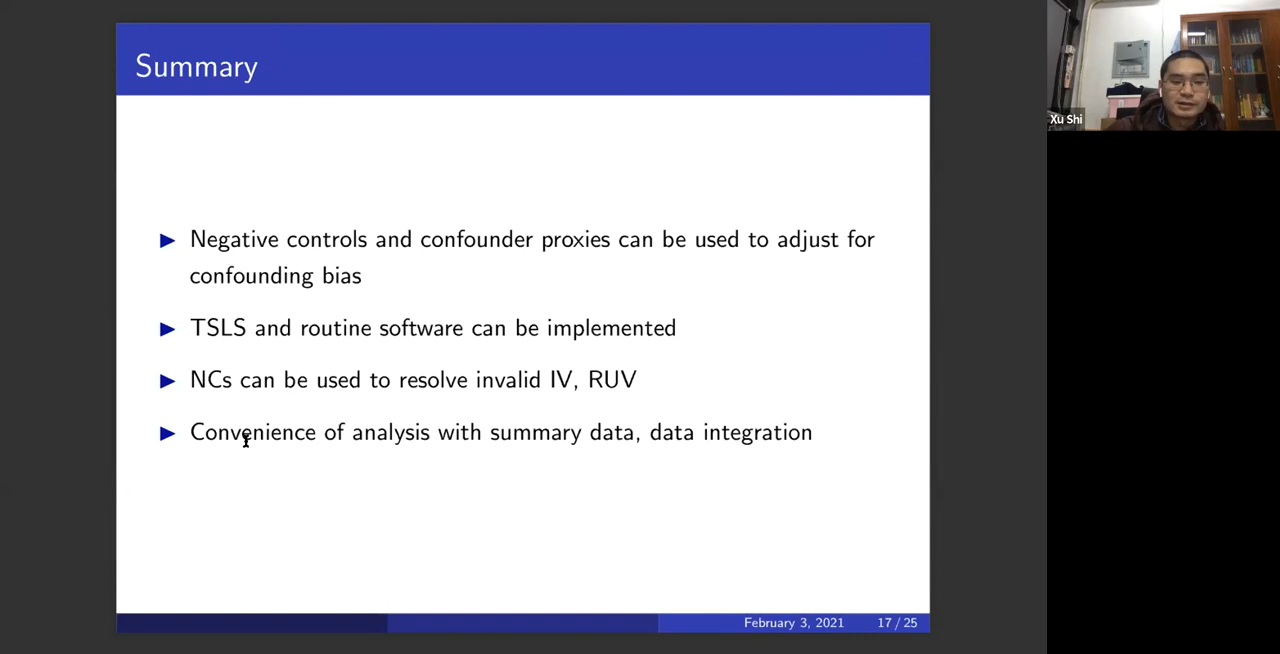 Summary
Negative controls and confounder proxies can be used to adjust for
confounding bias
TSLS and routine software can be implemented
NCs can be used to resolve invalid IV, RUV
Convenience of analysis with summary data, data integration
February 3, 2021 17 / 25
Xu Shi